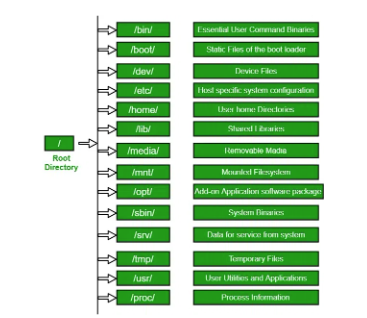 /bin/ Essential User Command Binaries
/boot/ Static Files of the boot loader
/dev/ Device Files
/etc/ Host specific system configuration
/home/ User home Directories
/lib/ Shared Libraries
/ /media/ Removable Media
Root
Directory
/mnt/ Mounted Filesystem
/opt/ Add-on Application software package
/sbin/ System Binaries
/srv/ Data for service from system
/tmp/ Temporary Files
/usr/ User Utilities and Applications
/proc/ Process Information